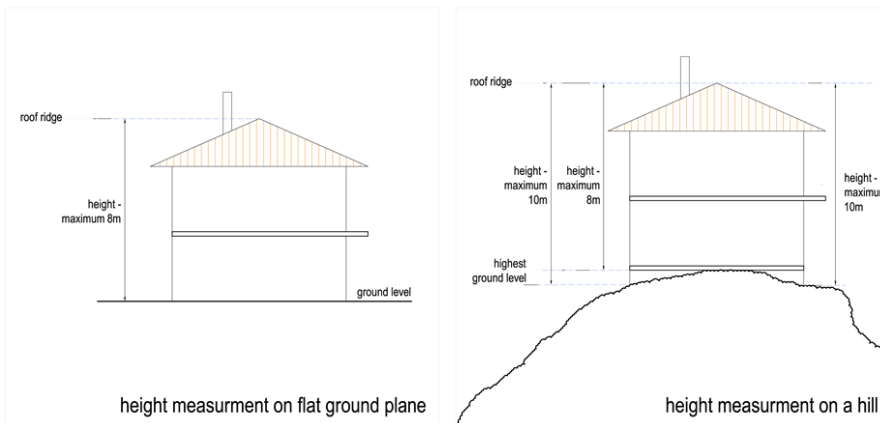 roof ridge
height -
maximum 8m
ground level
height measurment on flat ground plane
roof ridge
height -
maximum
10m
height -
maximum
8m
height -
maximum
10m
highest
ground level
height measurment on a hill